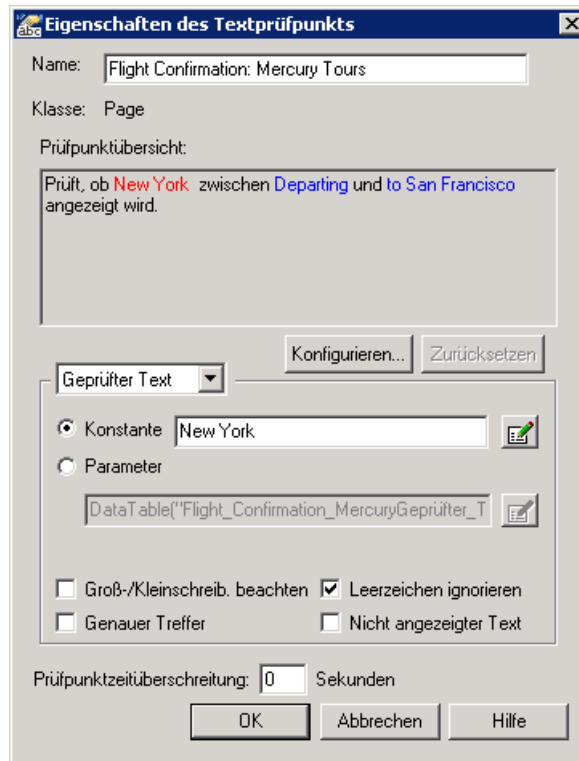 Eigenschaften des Textprüfpunkts
Name: Flight Confirmation: Mercury Tours
Klasse: Page
Prüfpunktübersicht:
Prüft, ob New York zwischen Departing und to San Francisco
angezeigt wird.
Konfigurieren... Zurücksetzen
Geprüfter Text
Konstante New York
Parameter
DataTable("Flight_Confirmation_MercuryGeprüfter_T
Groß-/Kleinschreib. beachten Leerzeichen ignorieren
Genauer Treffer Nicht angezeigter Text
Prüfpunktzeitüberschreitung: 0 Sekunden
OK Abbrechen Hilfe